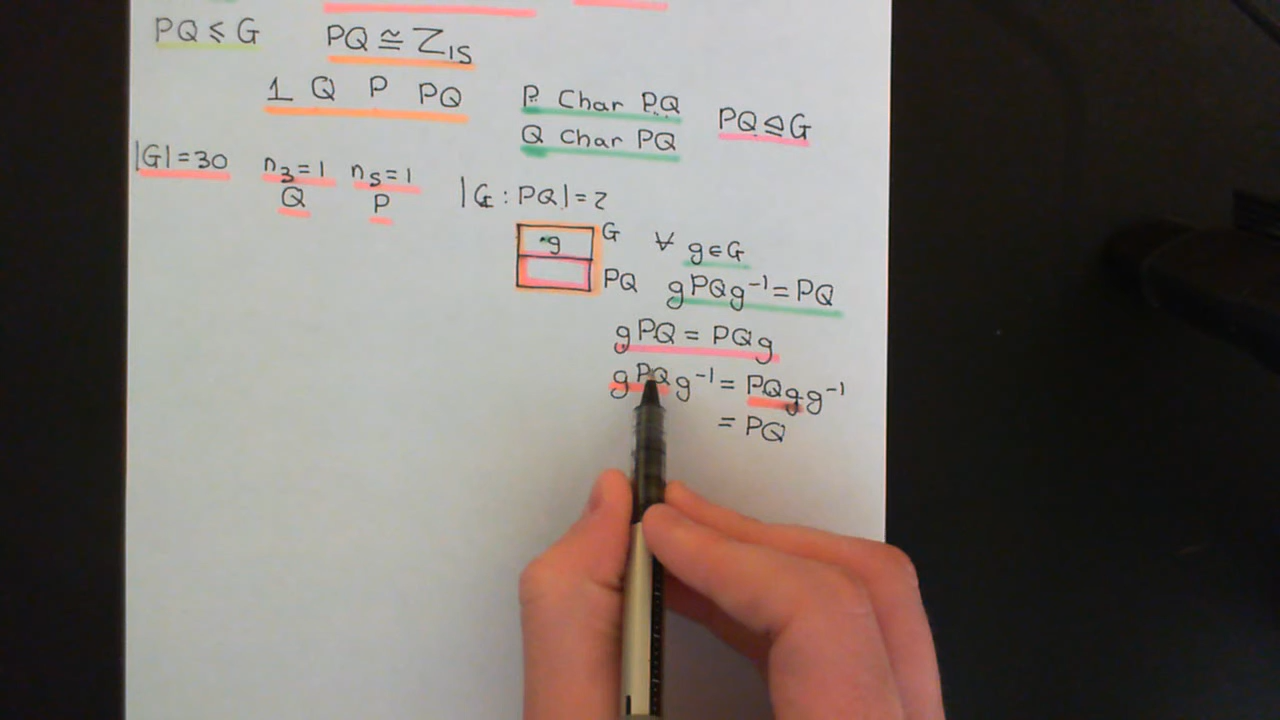 PQ ≤ G PQ ≅ Z₁₅
1 Q P PQ
P Char PQ
Q Char PQ
PQ ⊴ G
|G| = 30 n₃ = 1 n₅ = 1
Q P
|G : PQ| = 2
g G
PQ
∀ g ∈ G
gPQg⁻¹ = PQ
gPQ = PQg
gPQg⁻¹ = PQgg⁻¹
= PQ